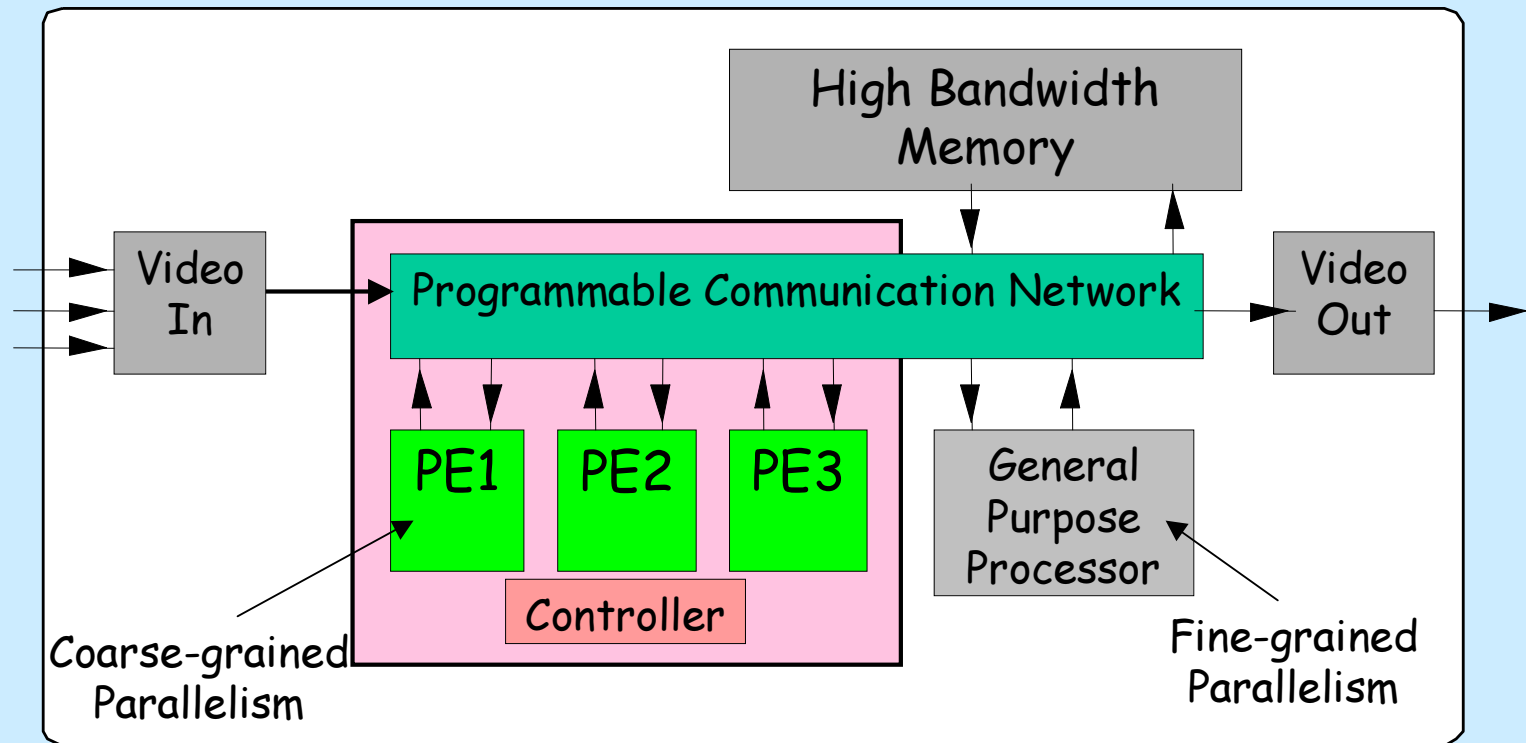 High Bandwidth
Memory
Video
In
Programmable Communication Network
Video
Out
PE1
PE2
PE3
General
Purpose
Processor
Controller
Coarse-grained
Parallelism
Fine-grained
Parallelism